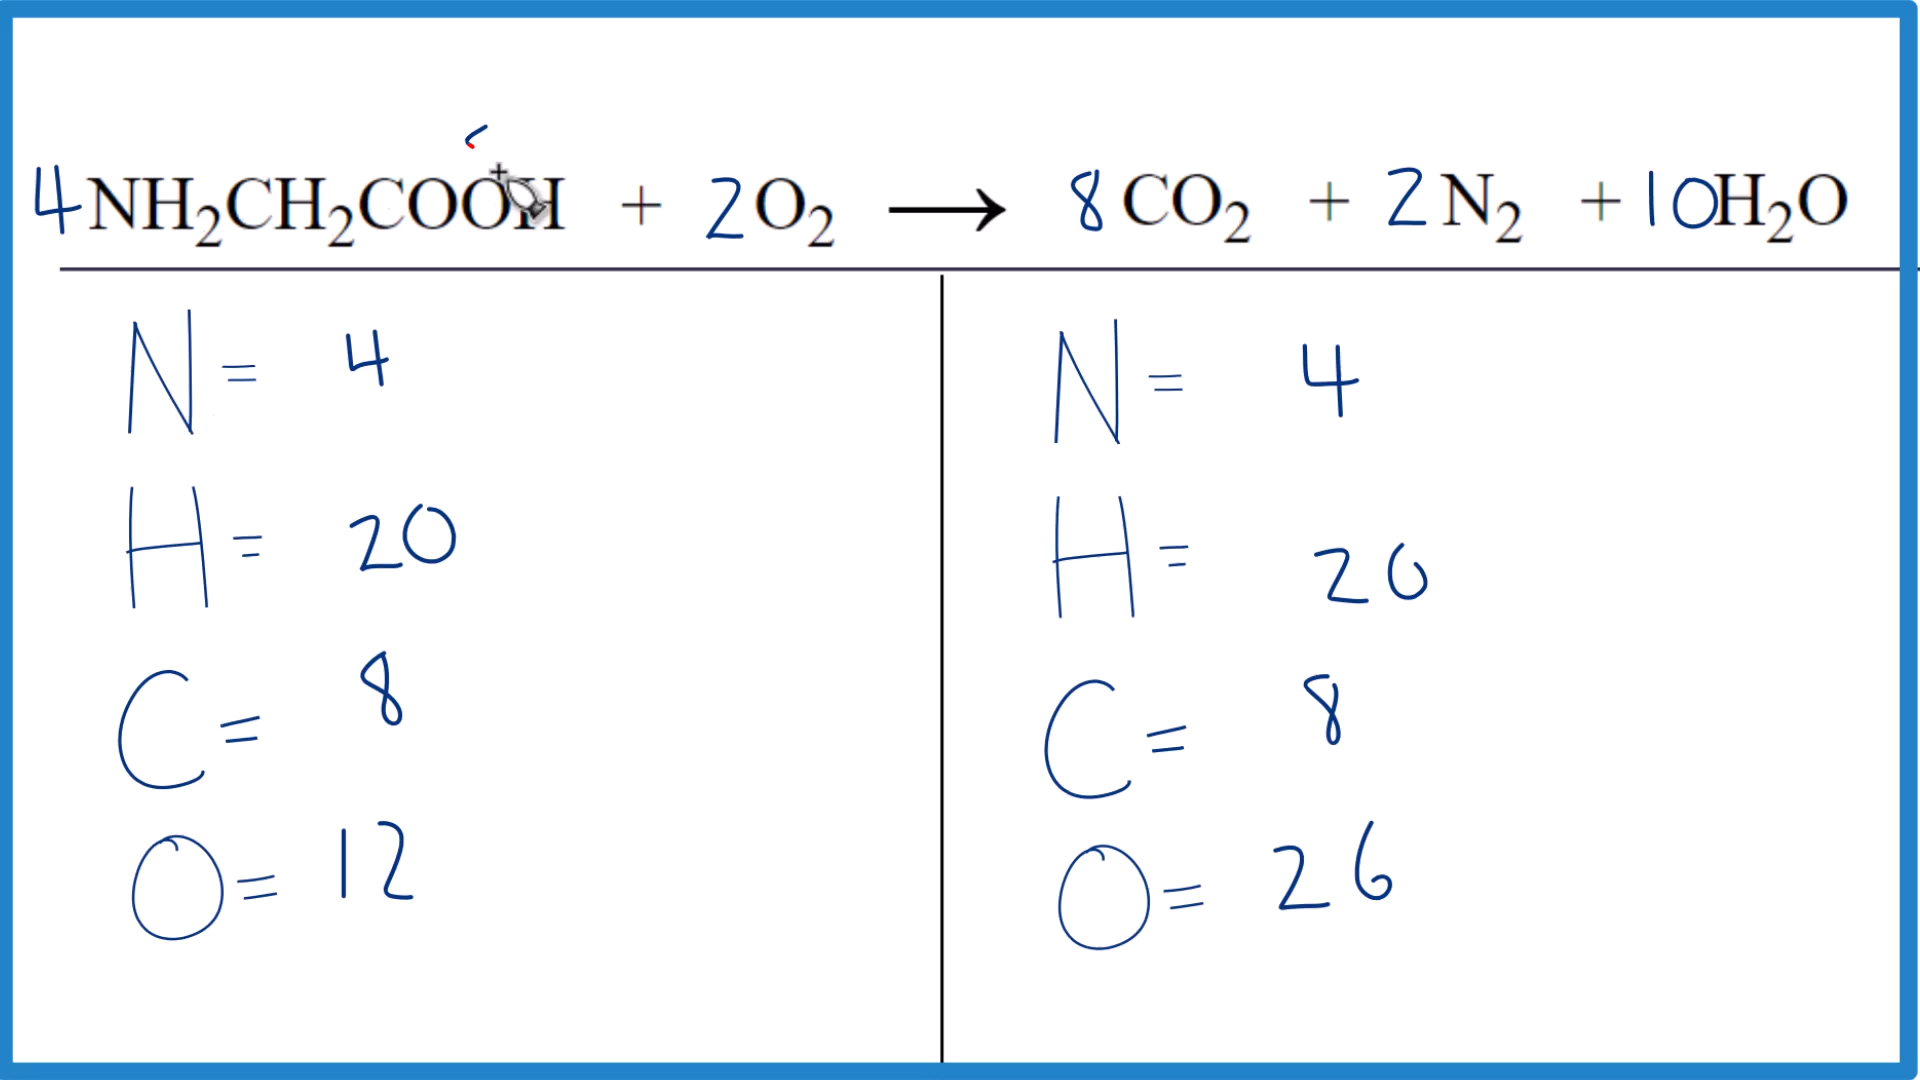 4NH₂CH₂COOH + 2O₂ ⟶ 8CO₂ + 2N₂ + 10H₂O
N = 4 N = 4
H = 20 H = 20
C = 8 C = 8
O = 12 O = 26